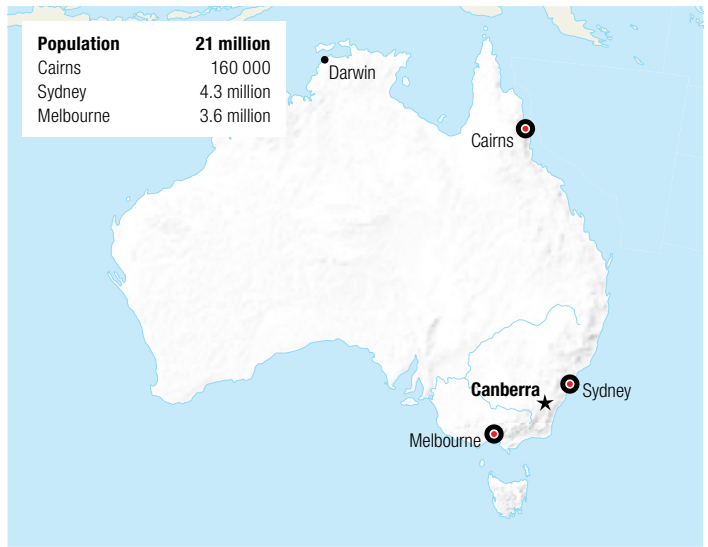 Population 21 million
Cairns 160 000
Sydney 4.3 million
Melbourne 3.6 million
Darwin
Cairns
Canberra
Sydney
Melbourne